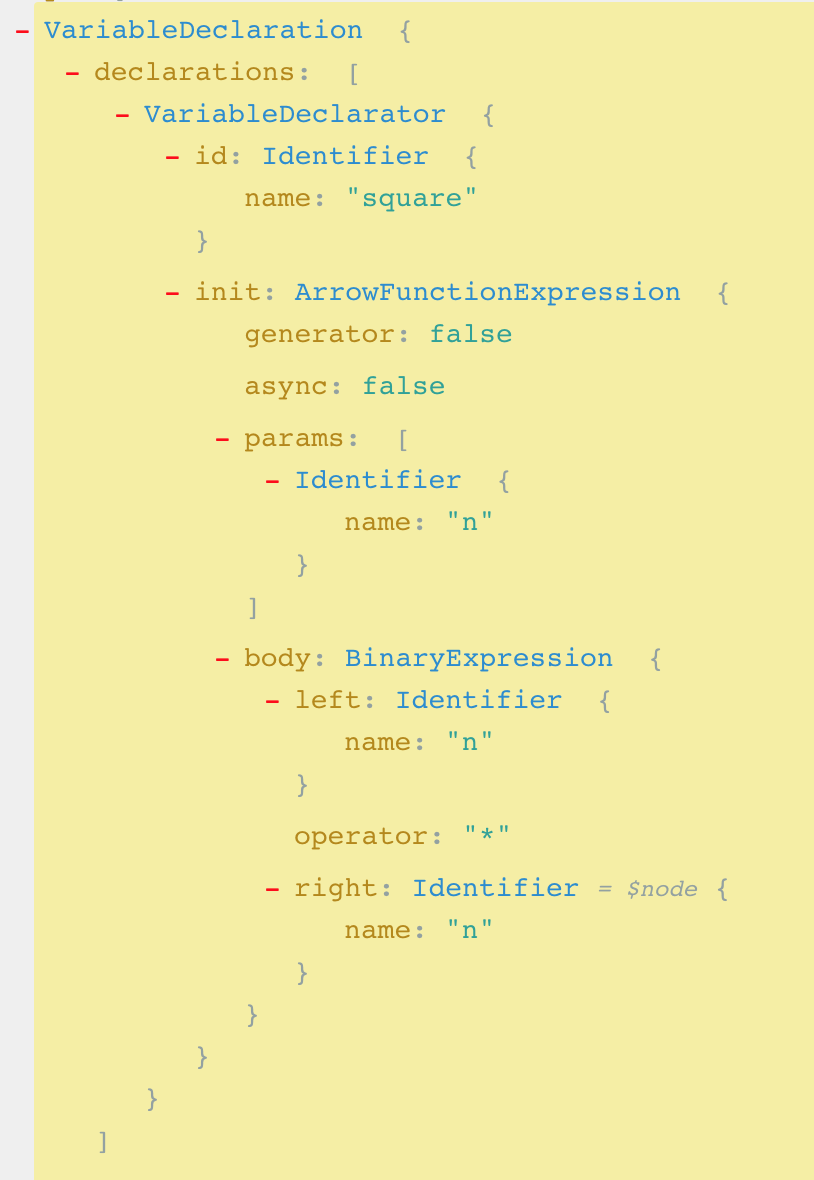 - VariableDeclaration {
- declarations: [
- VariableDeclarator {
- id: Identifier {
name: "square"
}
- init: ArrowFunctionExpression {
generator: false
async: false
- params: [
- Identifier {
name: "n"
}
]
- body: BinaryExpression {
- left: Identifier {
name: "n"
}
operator: "*"
- right: Identifier = $node {
name: "n"
}
}
}
}
]